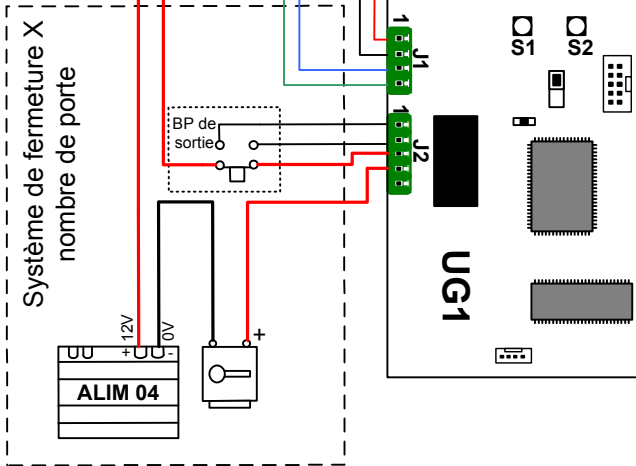 Système de fermeture X
nombre de porte
BP de
sortie
1
J1
1
J2
S1
S2
UG1
12V
0V
+
-
ALIM 04
+